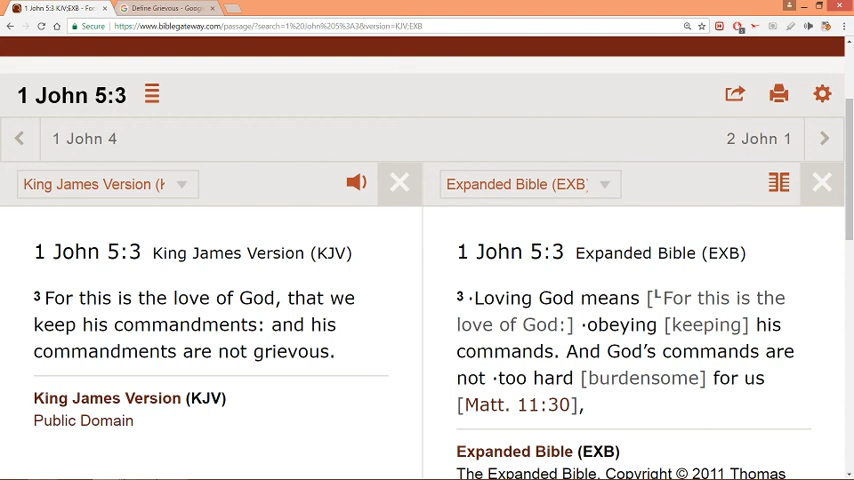 1 John 5:3 KJV;EXB - For
Define Grievous - Google
Secure
https://www.biblegateway.com/passage/?search=1%20John%205%3A3&version=KJV;EXB
1 John 5:3
1 John 4
2 John 1
King James Version (K
Expanded Bible (EXB)
1 John 5:3 King James Version (KJV)
3 For this is the love of God, that we
keep his commandments: and his
commandments are not grievous.
King James Version (KJV)
Public Domain
1 John 5:3 Expanded Bible (EXB)
3 ·Loving God means [LFor this is the
love of God:] ·obeying [keeping] his
commands. And God’s commands are
not ·too hard [burdensome] for us
[Matt. 11:30],
Expanded Bible (EXB)
The Expanded Bible, Copyright © 2011 Thomas